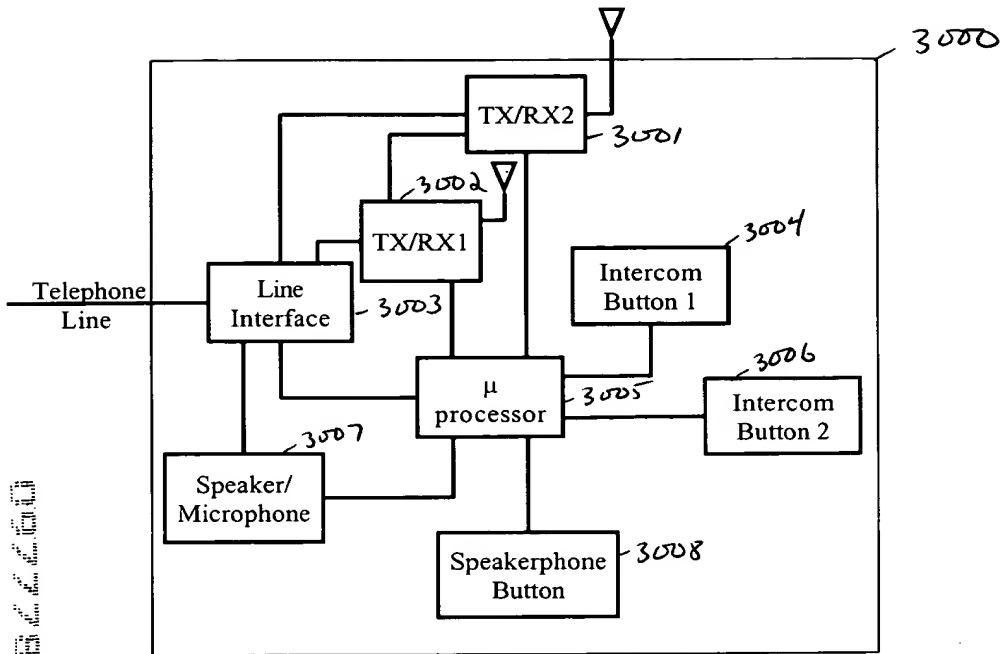 3000
TX/RX2
3001
3002
TX/RX1
3004
Intercom
Button 1
Telephone
Line
Line
Interface
3003
3006
μ
processor
3005
Intercom
Button 2
3007
Speaker/
Microphone
3008
Speakerphone
Button